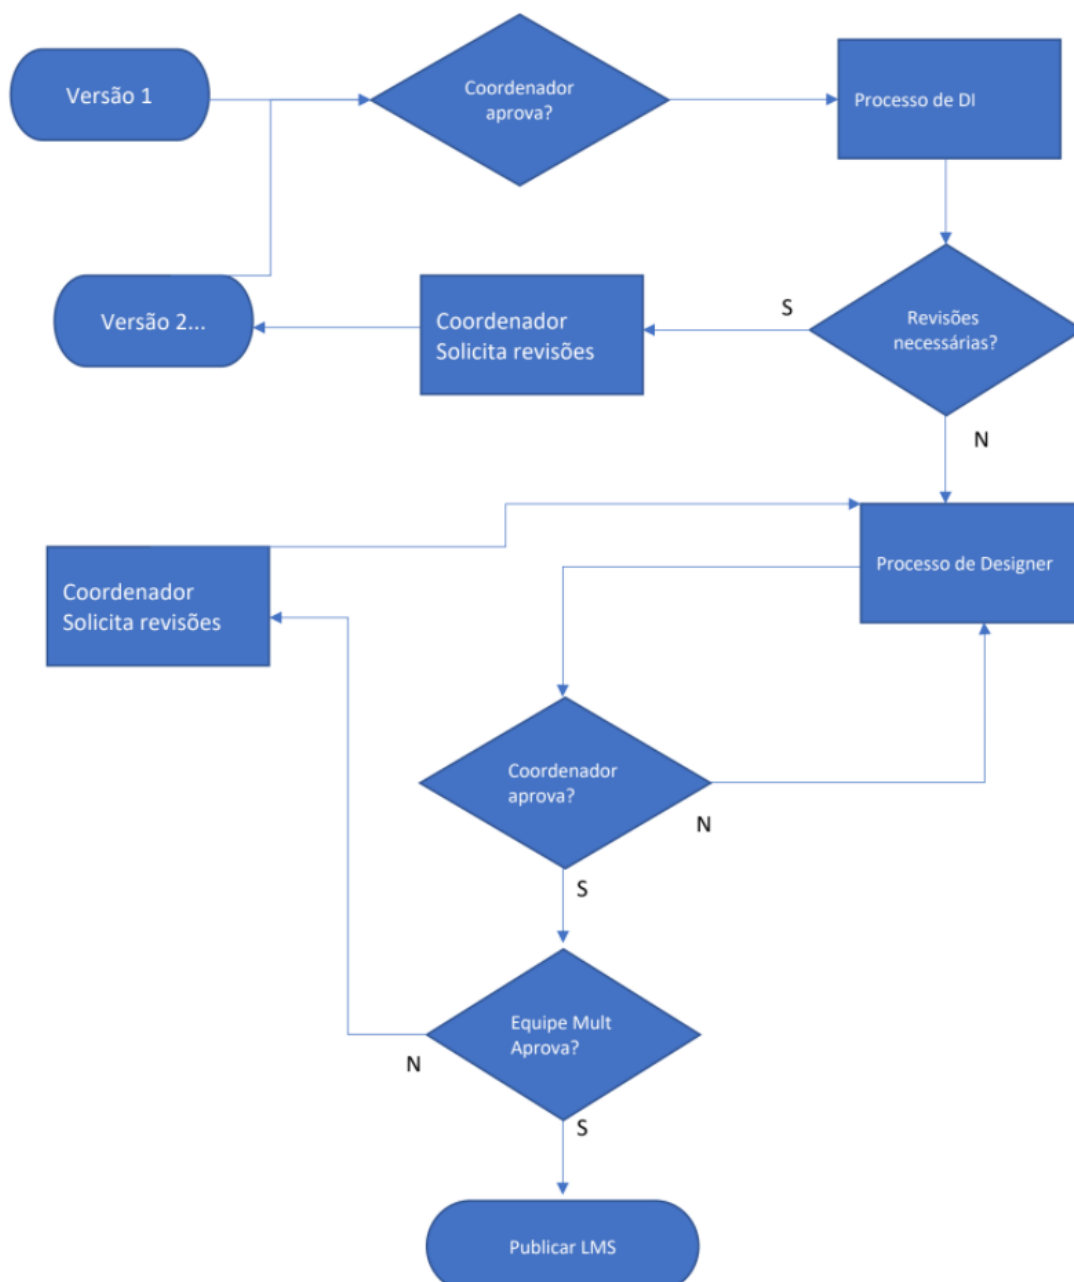 Versão 1
Coordenador
aprova?
Processo de DI
Versão 2...
Coordenador
Solicita revisões
S
Revisões
necessárias?
N
Coordenador
Solicita revisões
Processo de Designer
Coordenador
aprova?
N
S
Equipe Mult
Aprova?
N
S
Publicar LMS